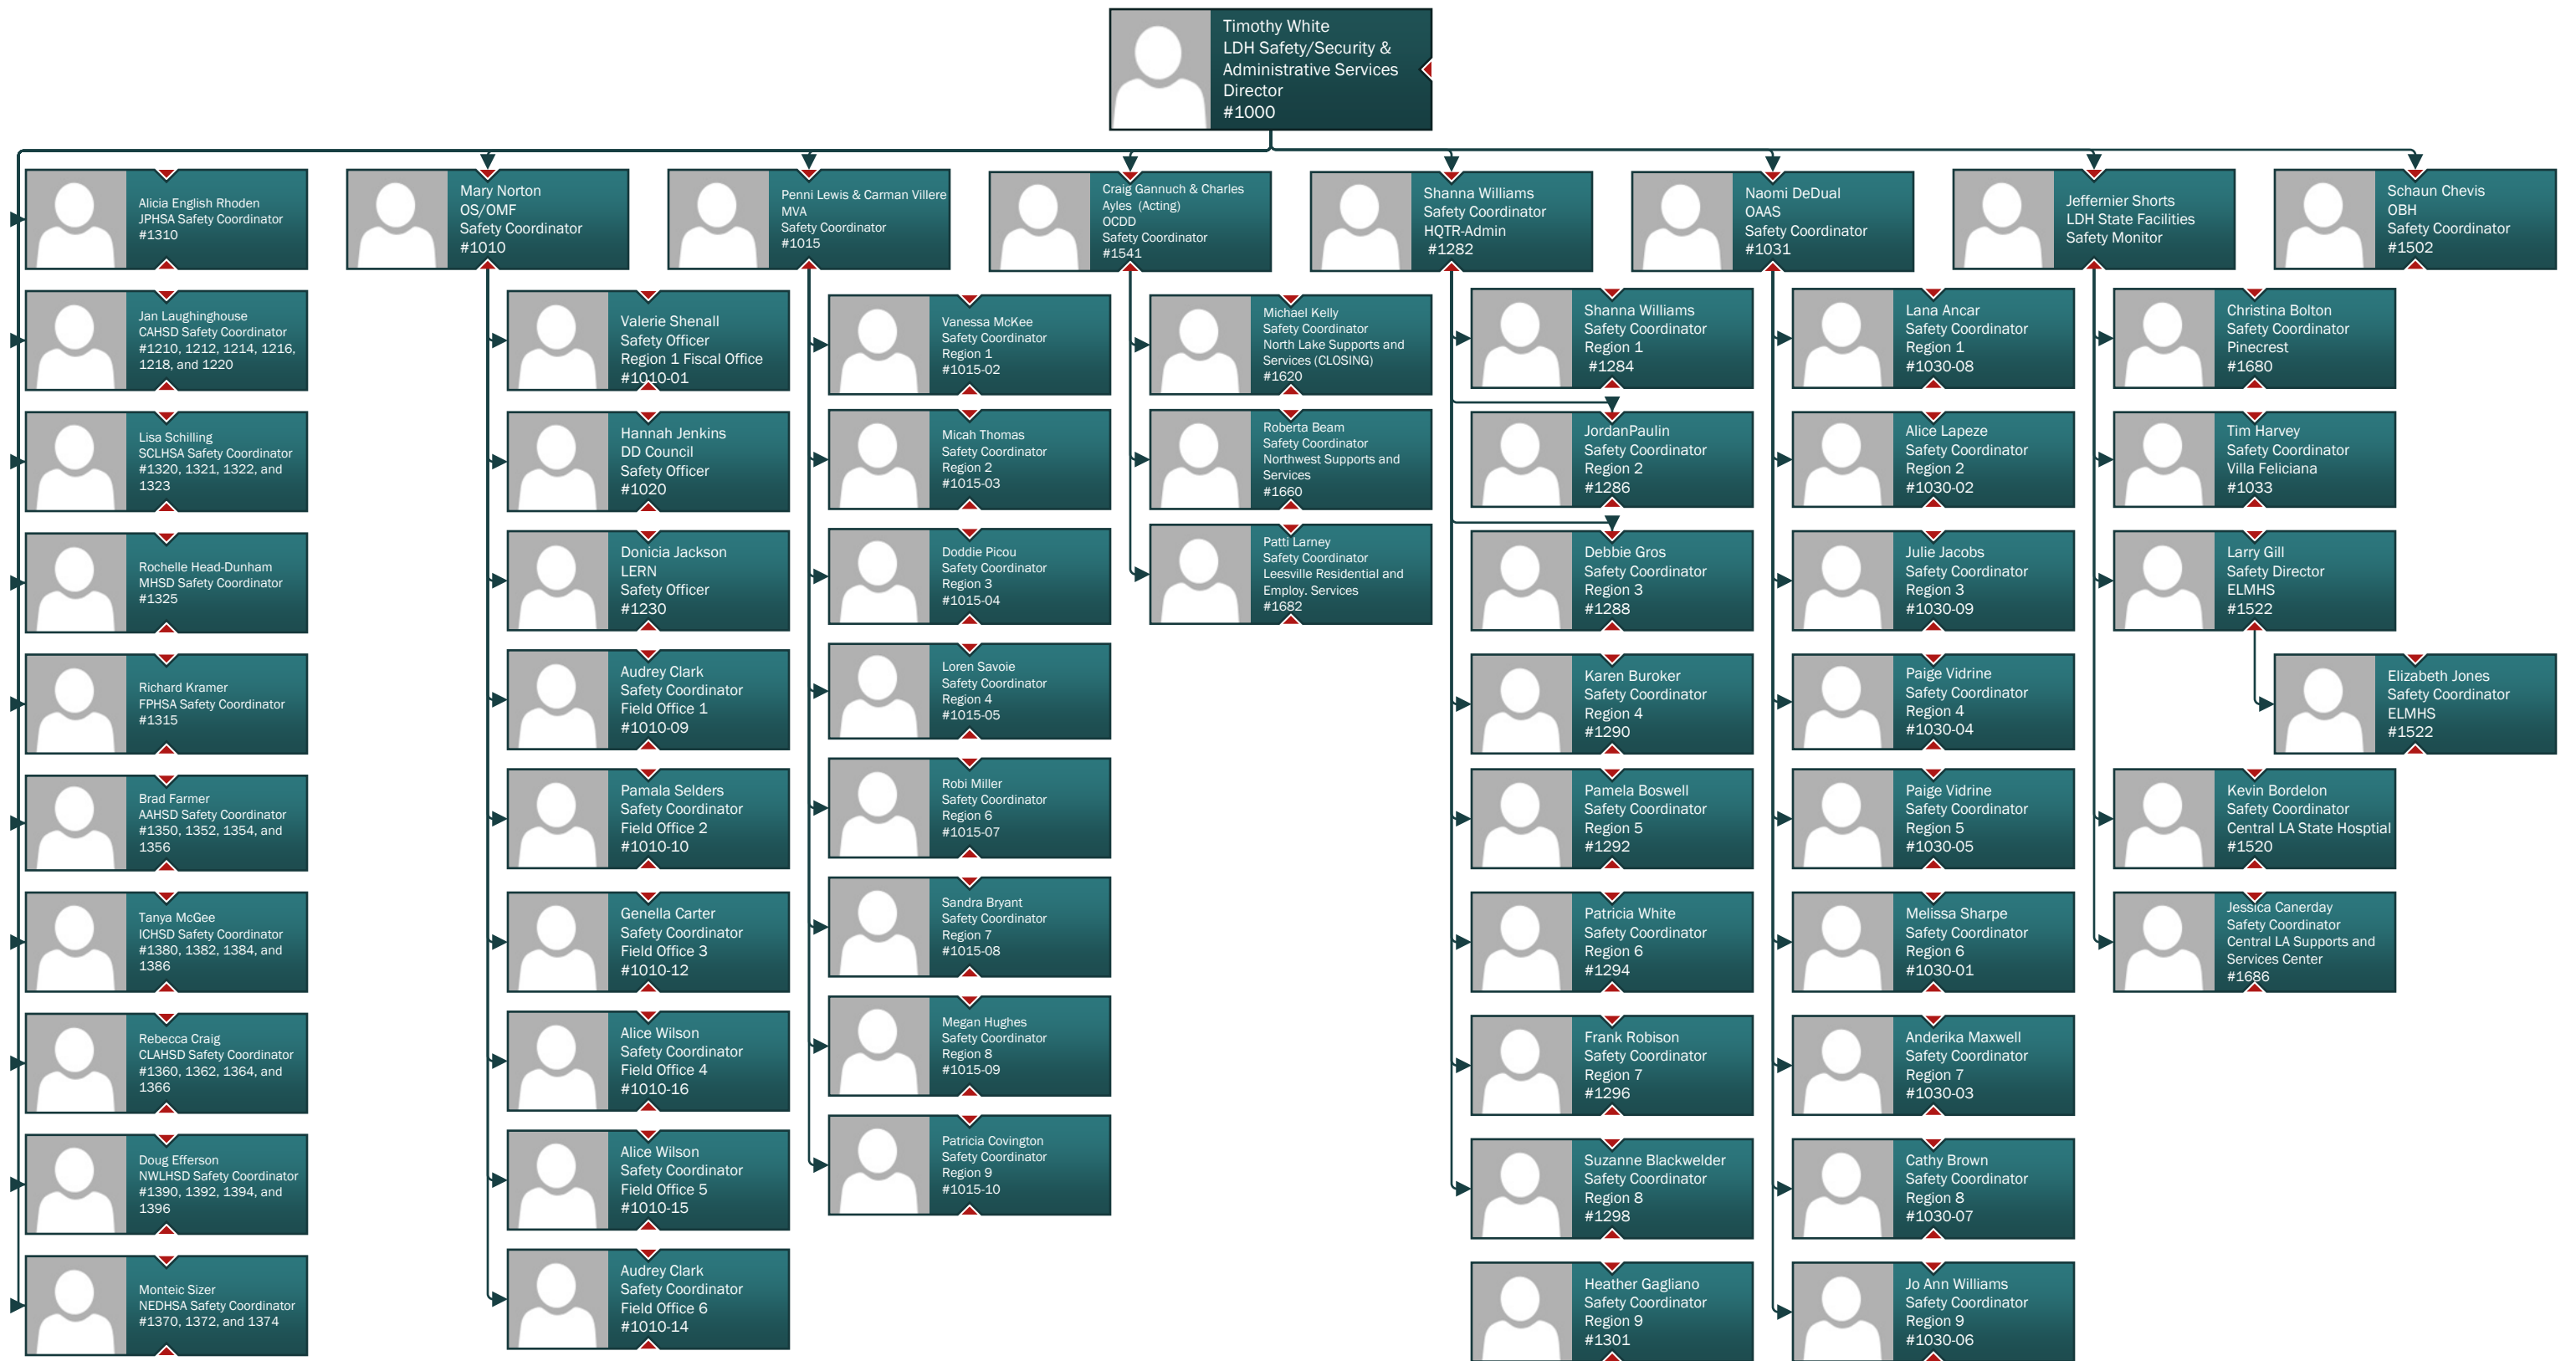 Timothy White
LDH Safety/Security &
Administrative Services
Director
#1000
Alicia English Rhoden
JPHSA Safety Coordinator
#1310
Jan Laughinghouse
CAHSD Safety Coordinator
#1210, 1212, 1214, 1216,
1218, and 1220
Lisa Schilling
SCLHSA Safety Coordinator
#1320, 1321, 1322, and
1323
Rochelle Head-Dunham
MHSD Safety Coordinator
#1325
Richard Kramer
FPHSA Safety Coordinator
#1315
Brad Farmer
AAHSD Safety Coordinator
#1350, 1352, 1354, and
1356
Tanya McGee
ICHSD Safety Coordinator
#1380, 1382, 1384, and
1386
Rebecca Craig
CLAHSD Safety Coordinator
#1360, 1362, 1364, and
1366
Doug Efferson
NWLHSD Safety Coordinator
#1390, 1392, 1394, and
1396
Monteic Sizer
NEDHSA Safety Coordinator
#1370, 1372, and 1374
Mary Norton
OS/OMF
Safety Coordinator
#1010
Valerie Shenall
Safety Officer
Region 1 Fiscal Office
#1010-01
Hannah Jenkins
DD Council
Safety Officer
#1020
Donicia Jackson
LERN
Safety Officer
#1230
Audrey Clark
Safety Coordinator
Field Office 1
#1010-09
Pamala Selders
Safety Coordinator
Field Office 2
#1010-10
Genella Carter
Safety Coordinator
Field Office 3
#1010-12
Alice Wilson
Safety Coordinator
Field Office 4
#1010-16
Alice Wilson
Safety Coordinator
Field Office 5
#1010-15
Audrey Clark
Safety Coordinator
Field Office 6
#1010-14
Penni Lewis & Carman Villere
MVA
Safety Coordinator
#1015
Vanessa McKee
Safety Coordinator
Region 1
#1015-02
Micah Thomas
Safety Coordinator
Region 2
#1015-03
Doddie Picou
Safety Coordinator
Region 3
#1015-04
Loren Savoie
Safety Coordinator
Region 4
#1015-05
Robi Miller
Safety Coordinator
Region 6
#1015-07
Sandra Bryant
Safety Coordinator
Region 7
#1015-08
Megan Hughes
Safety Coordinator
Region 8
#1015-09
Patricia Covington
Safety Coordinator
Region 9
#1015-10
Craig Gannuch & Charles
Ayles (Acting)
OCDD
Safety Coordinator
#1541
Michael Kelly
Safety Coordinator
North Lake Supports and
Services (CLOSING)
#1620
Roberta Beam
Safety Coordinator
Northwest Supports and
Services
#1660
Patti Larney
Safety Coordinator
Leesville Residential and
Employ. Services
#1682
Shanna Williams
Safety Coordinator
HQTR-Admin
#1282
Shanna Williams
Safety Coordinator
Region 1
#1284
JordanPaulin
Safety Coordinator
Region 2
#1286
Debbie Gros
Safety Coordinator
Region 3
#1288
Karen Buroker
Safety Coordinator
Region 4
#1290
Pamela Boswell
Safety Coordinator
Region 5
#1292
Patricia White
Safety Coordinator
Region 6
#1294
Frank Robison
Safety Coordinator
Region 7
#1296
Suzanne Blackwelder
Safety Coordinator
Region 8
#1298
Heather Gagliano
Safety Coordinator
Region 9
#1301
Naomi DeDual
OAAS
Safety Coordinator
#1031
Lana Ancar
Safety Coordinator
Region 1
#1030-08
Alice Lapeze
Safety Coordinator
Region 2
#1030-02
Julie Jacobs
Safety Coordinator
Region 3
#1030-09
Paige Vidrine
Safety Coordinator
Region 4
#1030-04
Paige Vidrine
Safety Coordinator
Region 5
#1030-05
Melissa Sharpe
Safety Coordinator
Region 6
#1030-01
Anderika Maxwell
Safety Coordinator
Region 7
#1030-03
Cathy Brown
Safety Coordinator
Region 8
#1030-07
Jo Ann Williams
Safety Coordinator
Region 9
#1030-06
Jeffernier Shorts
LDH State Facilities
Safety Monitor
Christina Bolton
Safety Coordinator
Pinecrest
#1680
Tim Harvey
Safety Coordinator
Villa Feliciana
#1033
Larry Gill
Safety Director
ELMHS
#1522
Elizabeth Jones
Safety Coordinator
ELMHS
#1522
Kevin Bordelon
Safety Coordinator
Central LA State Hosptial
#1520
Jessica Canerday
Safety Coordinator
Central LA Supports and
Services Center
#1686
Schaun Chevis
OBH
Safety Coordinator
#1502